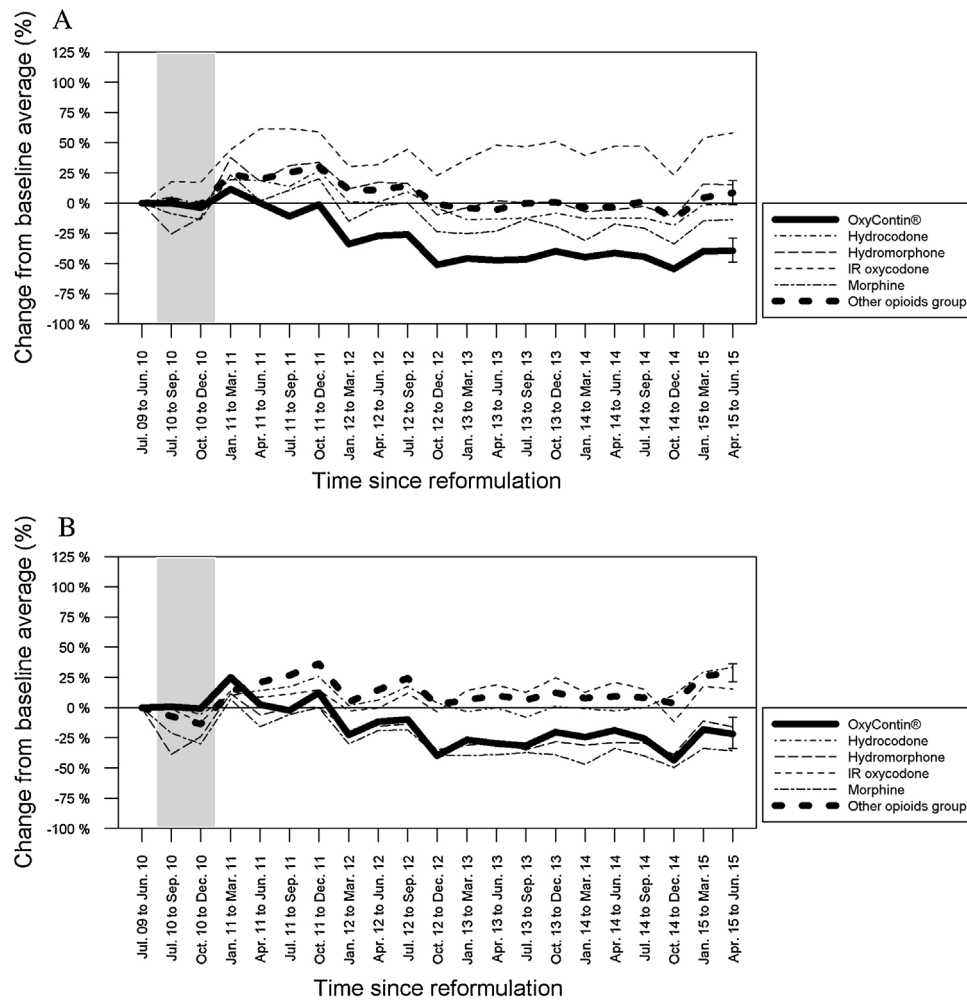 A
Change from baseline average (%)
125 %
100 %
75 %
50 %
25 %
0 %
-25 %
-50 %
-75 %
-100 %
Jul. 09 to Jun. 10
Jul. 10 to Sep. 10
Oct. 10 to Dec. 10
Jan. 11 to Mar. 11
Apr. 11 to Jun. 11
Jul. 11 to Sep. 11
Oct. 11 to Dec. 11
Jan. 12 to Mar. 12
Apr. 12 to Jun. 12
Jul. 12 to Sep. 12
Oct. 12 to Dec. 12
Jan. 13 to Mar. 13
Apr. 13 to Jun. 13
Jul. 13 to Sep. 13
Oct. 13 to Dec. 13
Jan. 14 to Mar. 14
Apr. 14 to Jun. 14
Jul. 14 to Sep. 14
Oct. 14 to Dec. 14
Jan. 15 to Mar. 15
Apr. 15 to Jun. 15
Time since reformulation
OxyContin®
Hydrocodone
Hydromorphone
IR oxycodone
Morphine
Other opioids group
B
Change from baseline average (%)
125 %
100 %
75 %
50 %
25 %
0 %
-25 %
-50 %
-75 %
-100 %
Jul. 09 to Jun. 10
Jul. 10 to Sep. 10
Oct. 10 to Dec. 10
Jan. 11 to Mar. 11
Apr. 11 to Jun. 11
Jul. 11 to Sep. 11
Oct. 11 to Dec. 11
Jan. 12 to Mar. 12
Apr. 12 to Jun. 12
Jul. 12 to Sep. 12
Oct. 12 to Dec. 12
Jan. 13 to Mar. 13
Apr. 13 to Jun. 13
Jul. 13 to Sep. 13
Oct. 13 to Dec. 13
Jan. 14 to Mar. 14
Apr. 14 to Jun. 14
Jul. 14 to Sep. 14
Oct. 14 to Dec. 14
Jan. 15 to Mar. 15
Apr. 15 to Jun. 15
Time since reformulation
OxyContin®
Hydrocodone
Hydromorphone
IR oxycodone
Morphine
Other opioids group